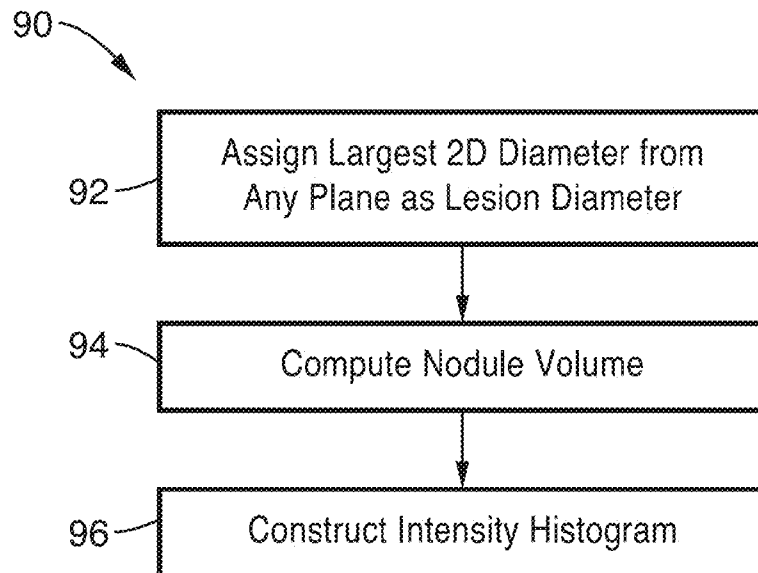 90
92
Assign Largest 2D Diameter from
Any Plane as Lesion Diameter
94
Compute Nodule Volume
96
Construct Intensity Histogram